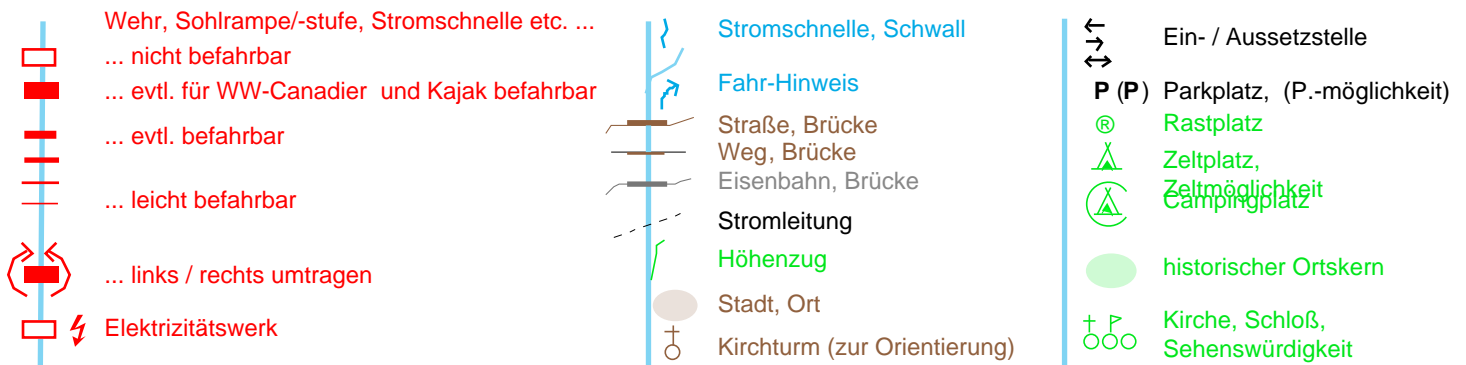 Wehr, Sohlrampe/-stufe, Stromschnelle etc. ...
... nicht befahrbar
... evtl. für WW-Canadier und Kajak befahrbar
... evtl. befahrbar
... leicht befahrbar
... links / rechts umtragen
Elektrizitätswerk
Stromschnelle, Schwall
Fahr-Hinweis
Straße, Brücke
Weg, Brücke
Eisenbahn, Brücke
Stromleitung
Höhenzug
Stadt, Ort
Kirchturm (zur Orientierung)
Ein- / Aussetzstelle
P (P) Parkplatz, (P.-möglichkeit)
® Rastplatz
Zeltplatz,
Zeltmöglichkeit
Campingplatz
historischer Ortskern
Kirche, Schloß,
Sehenswürdigkeit